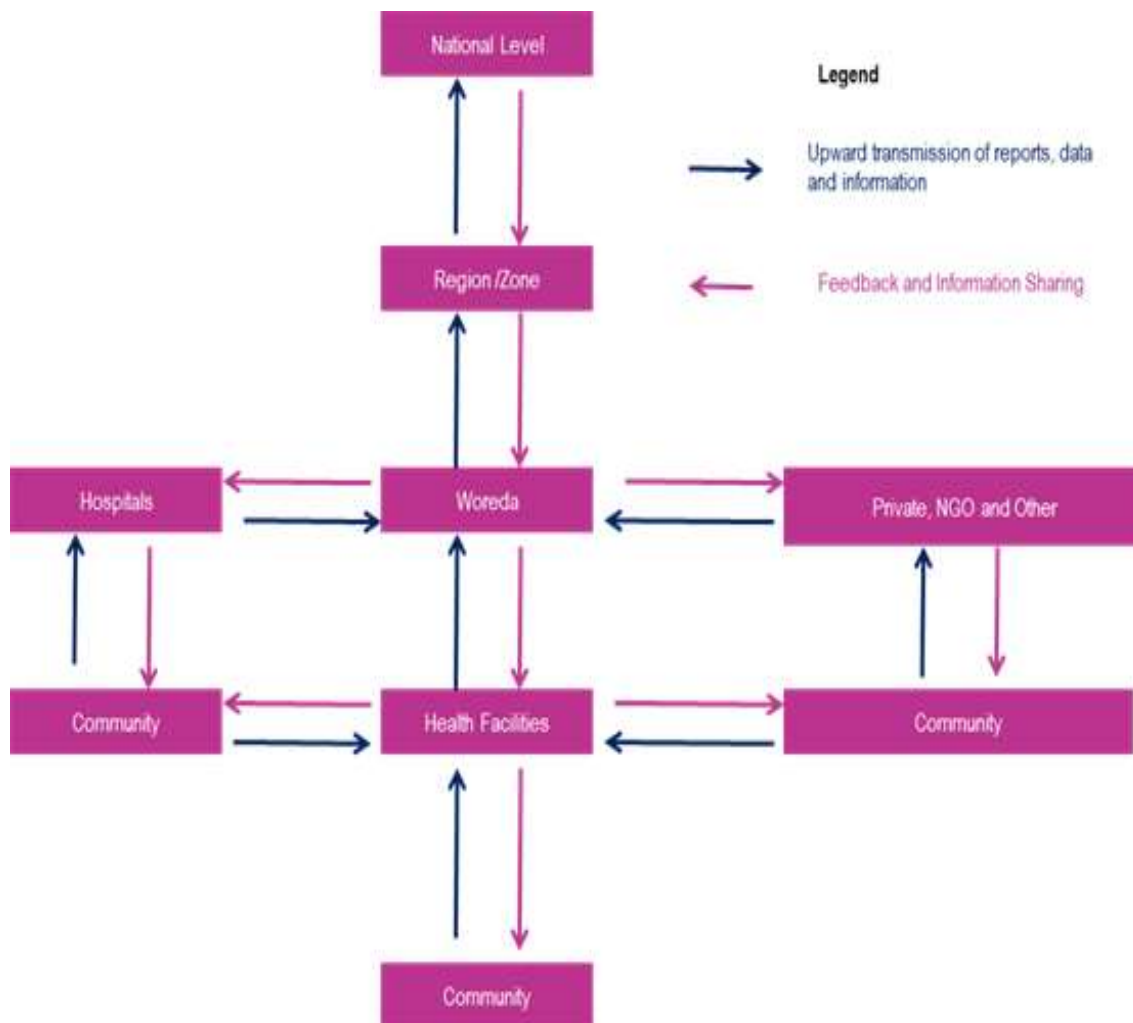 National Level
Legend
Upward transmission of reports, data
and information
Region /Zone
Feedback and Information Sharing
Hospitals
Woreda
Private, NGO and Other
Community
Health Facilities
Community
Community